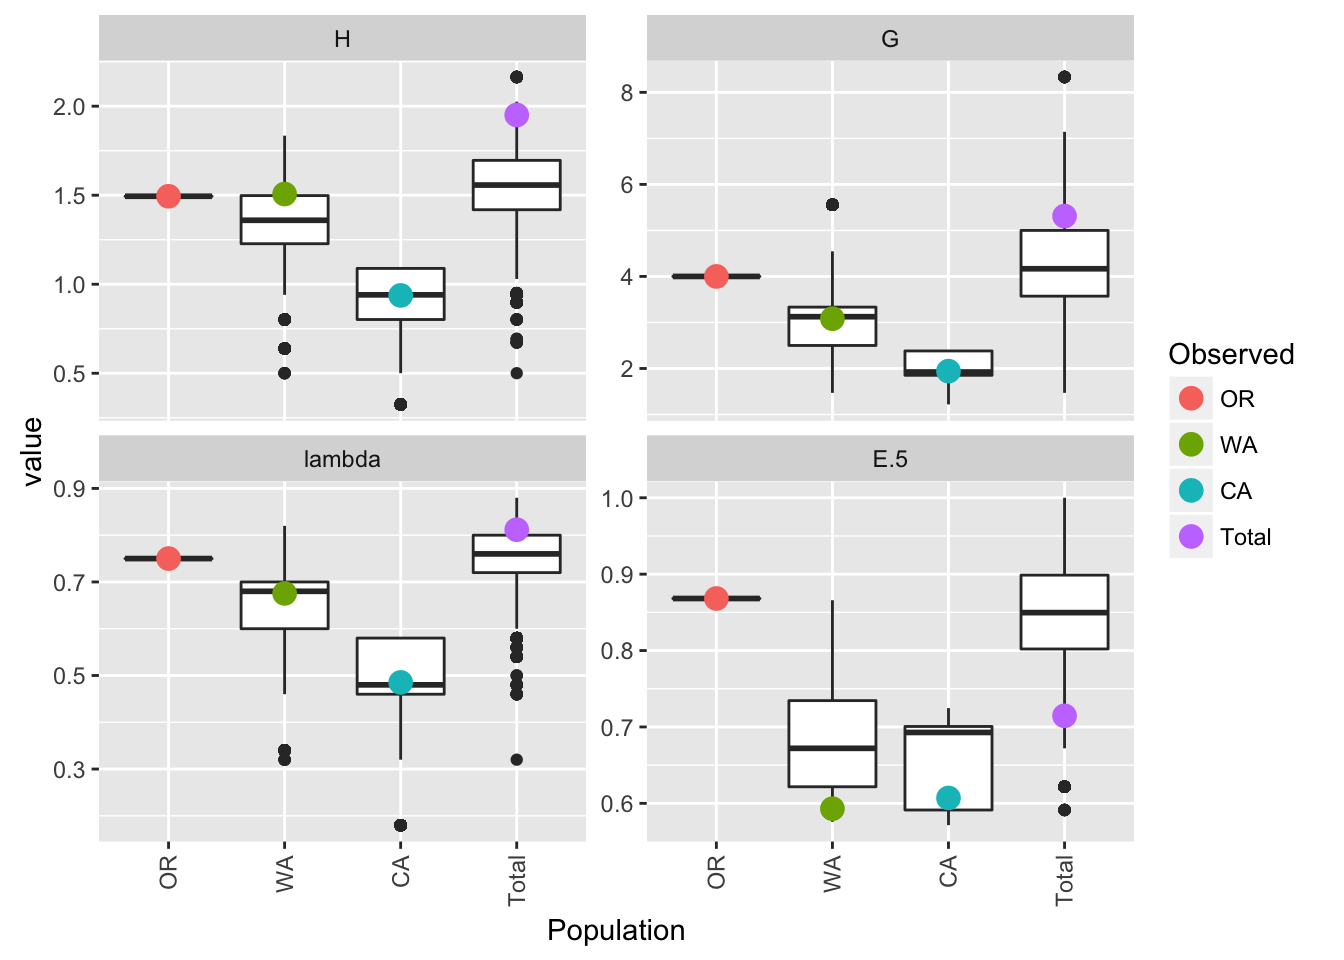 H
G
2.0
1.5
1.0
0.5
8
6
4
2
lambda
E.5
0.9
0.7
0.5
0.3
1.0
0.9
0.8
0.7
0.6
value
OR
WA
CA
Total
OR
WA
CA
Total
Population
Observed
OR
WA
CA
Total